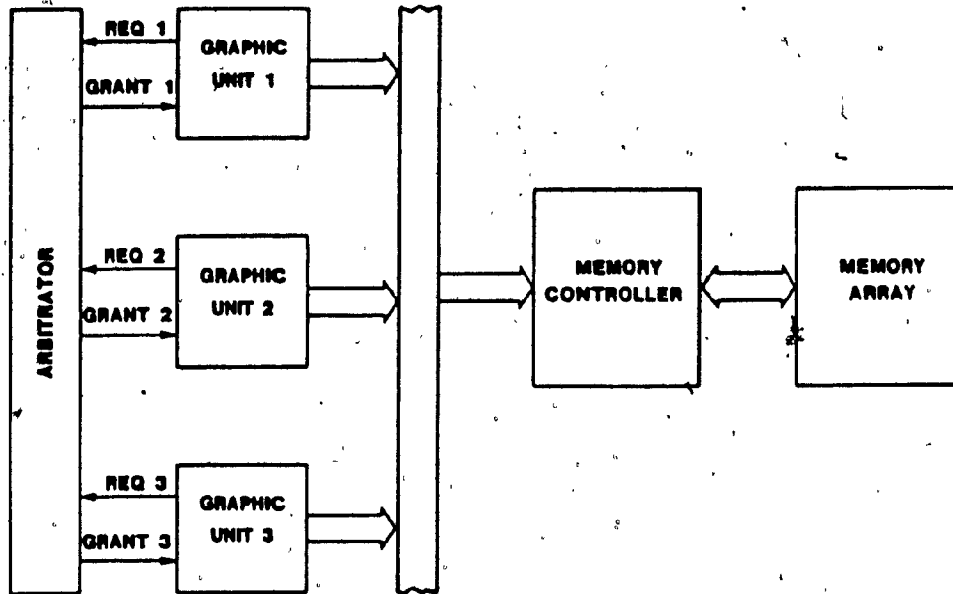 REQ 1
GRAPHIC
UNIT 1
GRANT 1
ARBITRATOR
REQ 2
GRAPHIC
UNIT 2
GRANT 2
MEMORY
CONTROLLER
MEMORY
ARRAY
REQ 3
GRAPHIC
UNIT 3
GRANT 3